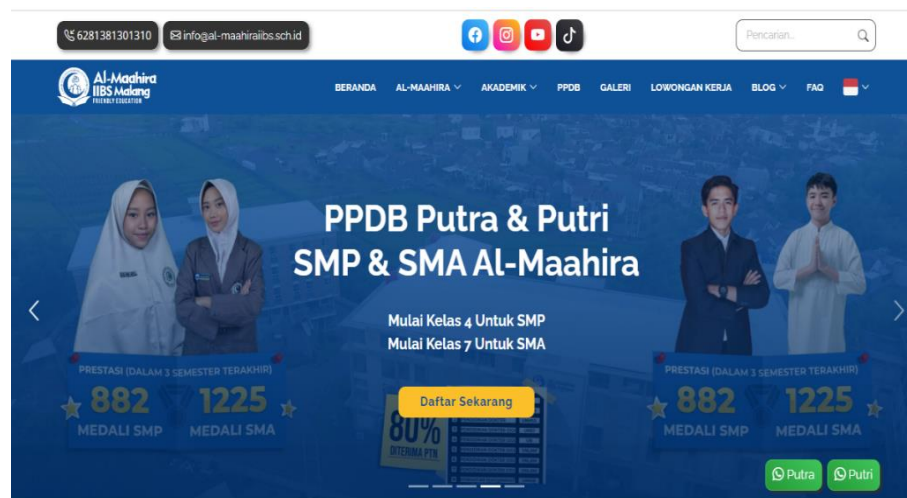 6281381301310 info@al-maahiraiibs.sch.id
Pencarian...
Al-Maahira
IIBS Malang
FRIENDLY EDUCATION
BERANDA AL-MAAHIRA AKADEMIK PPDB GALERI LOWONGAN KERJA BLOG FAQ
PPDB Putra & Putri
SMP & SMA Al-Maahira
Mulai Kelas 4 Untuk SMP
Mulai Kelas 7 Untuk SMA
Daftar Sekarang
PRESTASI (DALAM 3 SEMESTER TERAKHIR)
882 1225
MEDALI SMP MEDALI SMA
80%
DITERIMA PTN
PRESTASI (DALAM 3 SEMESTER TERAKHIR)
882 1225
MEDALI SMP MEDALI SMA
Putra Putri